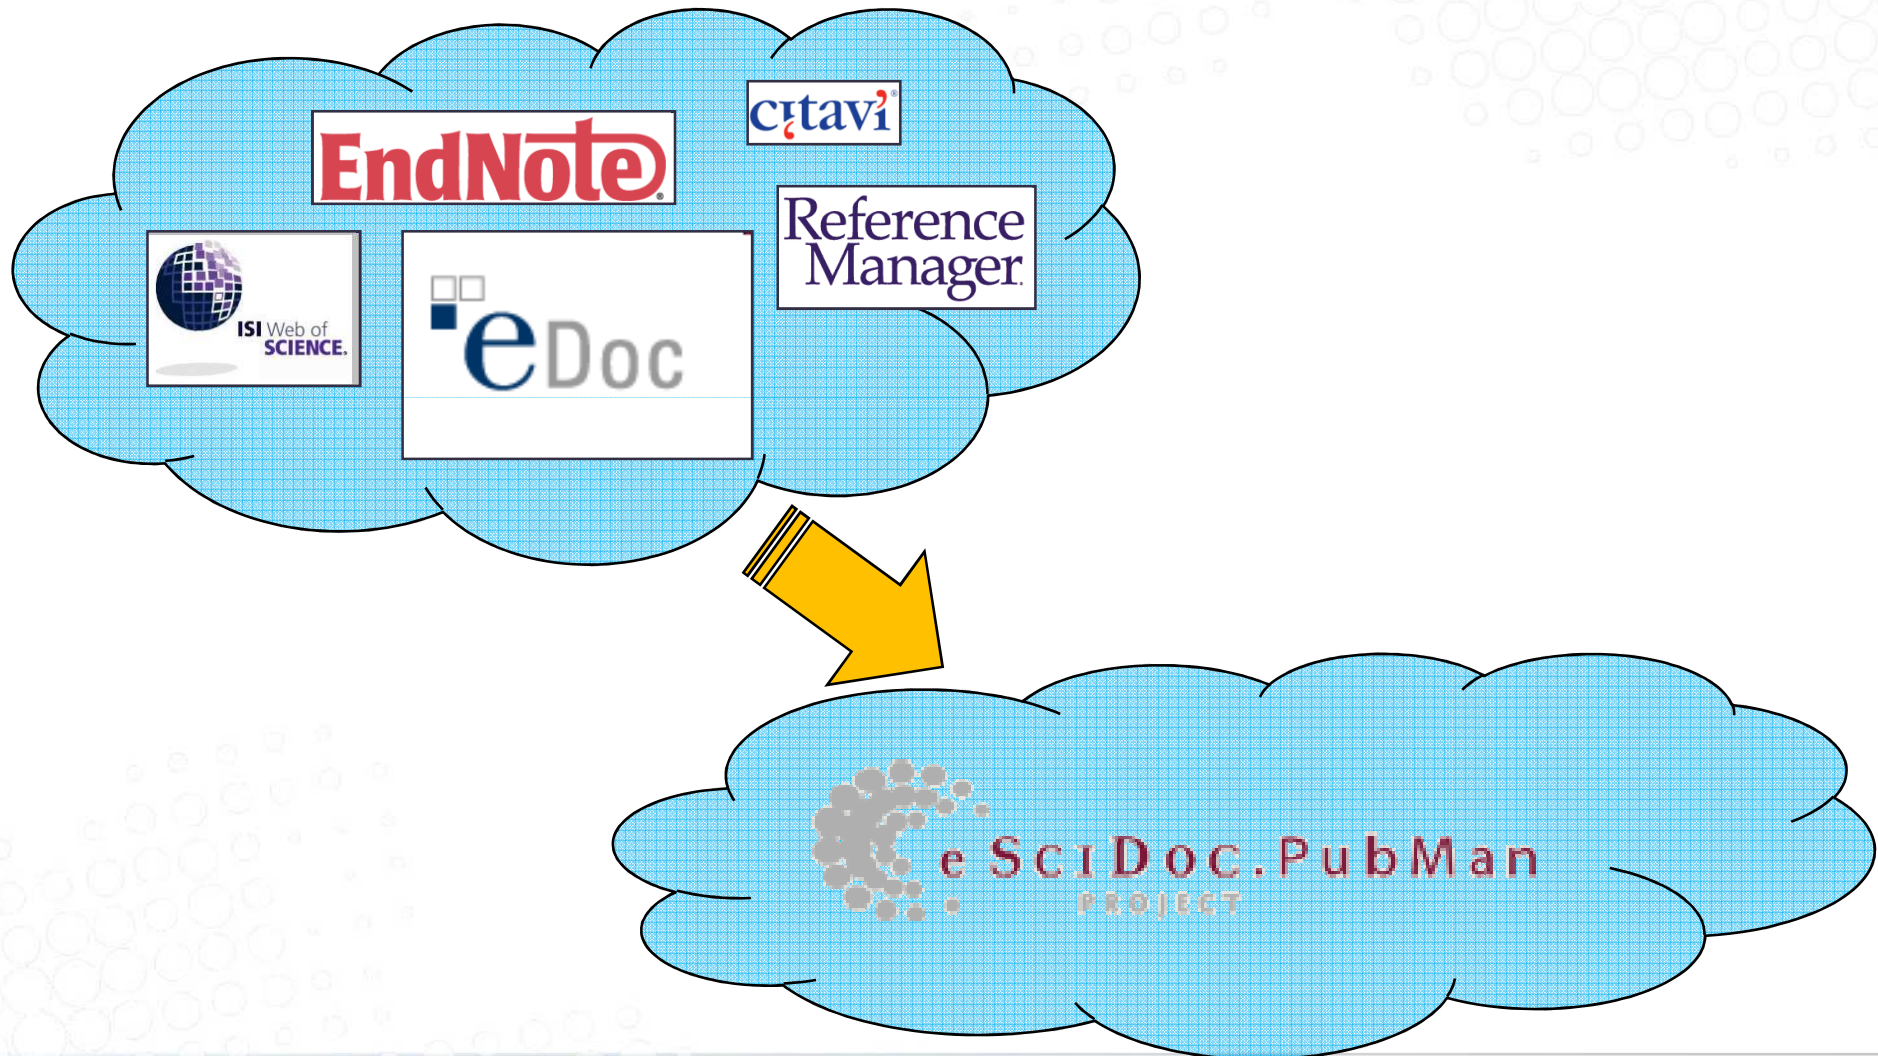 citavi®
EndNote®
Reference
Manager.
ISI Web of
SCIENCE.
eDoc
eSciDoc.PubMan
PROJECT